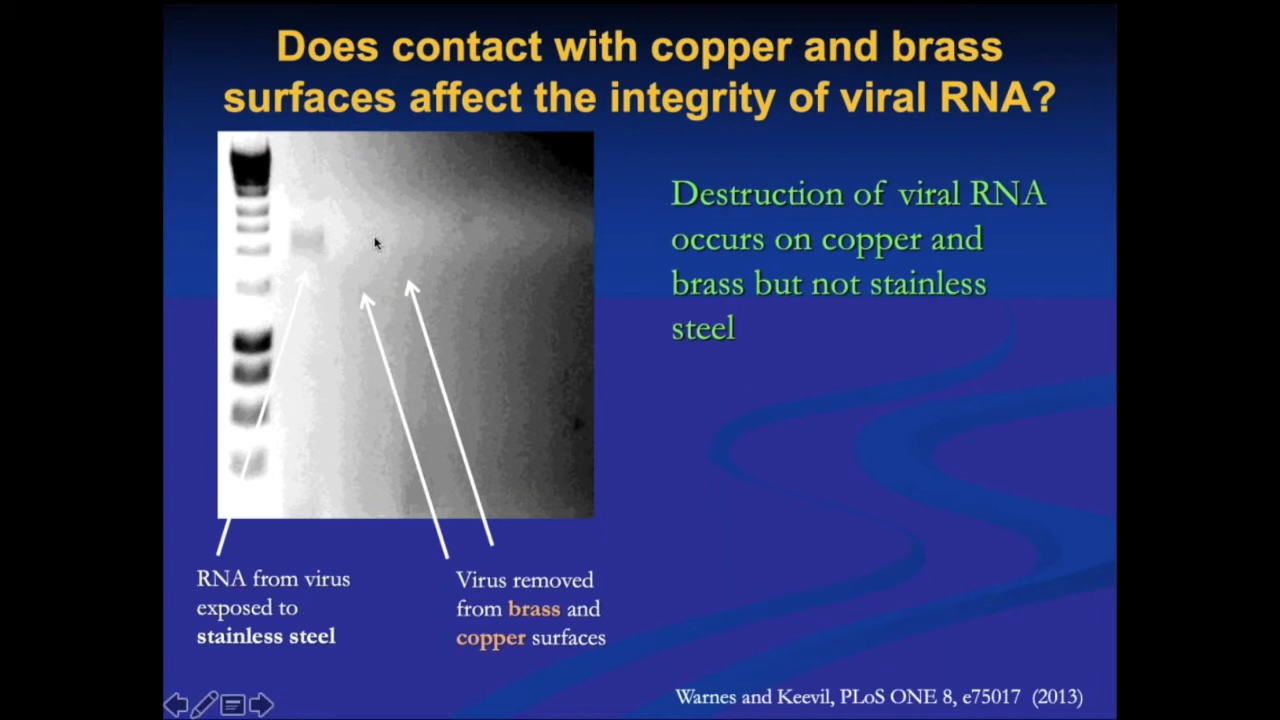 Does contact with copper and brass
surfaces affect the integrity of viral RNA?
Destruction of viral RNA
occurs on copper and
brass but not stainless
steel
RNA from virus
exposed to
stainless steel
Virus removed
from brass and
copper surfaces
Warnes and Keevil, PLoS ONE 8, e75017 (2013)